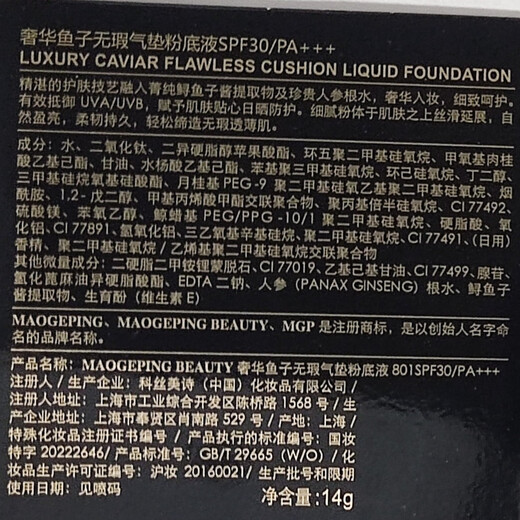 奢华鱼子无瑕气垫粉底液SPF30/PA+++
LUXURY CAVIAR FLAWLESS CUSHION LIQUID FOUNDATION
精湛的护肤技艺融入菁纯鲟鱼子酱提取物及珍贵人参根水，奢华入妆，细致呵护。
有效抵御 UVA/UVB，赋予肌肤贴心日晒防护。细腻粉体于肌肤之上丝滑延展，自
然盈亮，柔韧持久，轻松缔造无瑕透薄肌。
成分：水、二氧化钛、二异硬脂醇苹果酸酯、环五聚二甲基硅氧烷、甲氧基肉桂
酸乙基己酯、甘油、水杨酸乙基己酯、苯基聚三甲基硅氧烷、环己硅氧烷、丁二醇、
三甲基硅烷氧基硅酸酯、月桂基 PEG-9 聚二甲基硅氧乙基聚二甲基硅氧烷、烟
酰胺、1,2-戊二醇、甲基丙烯酸甲酯交联聚合物、聚丙基倍半硅氧烷、CI 77492、
硫酸镁、苯氧乙醇、鲸蜡基 PEG/PPG -10/1 聚二甲基硅氧烷、硬脂酸、氧
化铝、CI 77891、氢氧化铝、三乙氧基辛基硅烷、聚二甲基硅氧烷、CI 77491、(日用)
香精、聚二甲基硅氧烷 / 乙烯基聚二甲基硅氧烷交联聚合物
其他微量成分：二硬脂二甲铵锂蒙脱石、CI 77019、乙基己基甘油、CI 77499、腺苷、
氢化蓖麻油异硬脂酸酯、EDTA 二钠、人参（PANAX GINSENG）根水、鲟鱼子
酱提取物、生育酚（维生素 E）
MAOGEPING、MAOGEPING BEAUTY、MGP 是注册商标，是以创始人名字命
名的品牌名称。
产品名称：MAOGEPING BEAUTY 奢华鱼子无瑕气垫粉底液 801SPF30/PA+++
注册人 / 生产企业：科丝美诗（中国）化妆品有限公司 /
注册人地址：上海市工业综合开发区陈桥路 1568 号 / 生产
地址：上海市奉贤区肖南路 529 号 / 产地：上海 /
特殊化妆品注册证书编号 / 产品执行的标准编号：国妆
特字 20222646/ 产品标准号：GB/T 29665 (W/O) / 化
妆品生产许可证编号：沪妆 20160021/ 生产批号和限期
使用日期：见喷码
净含量：14g